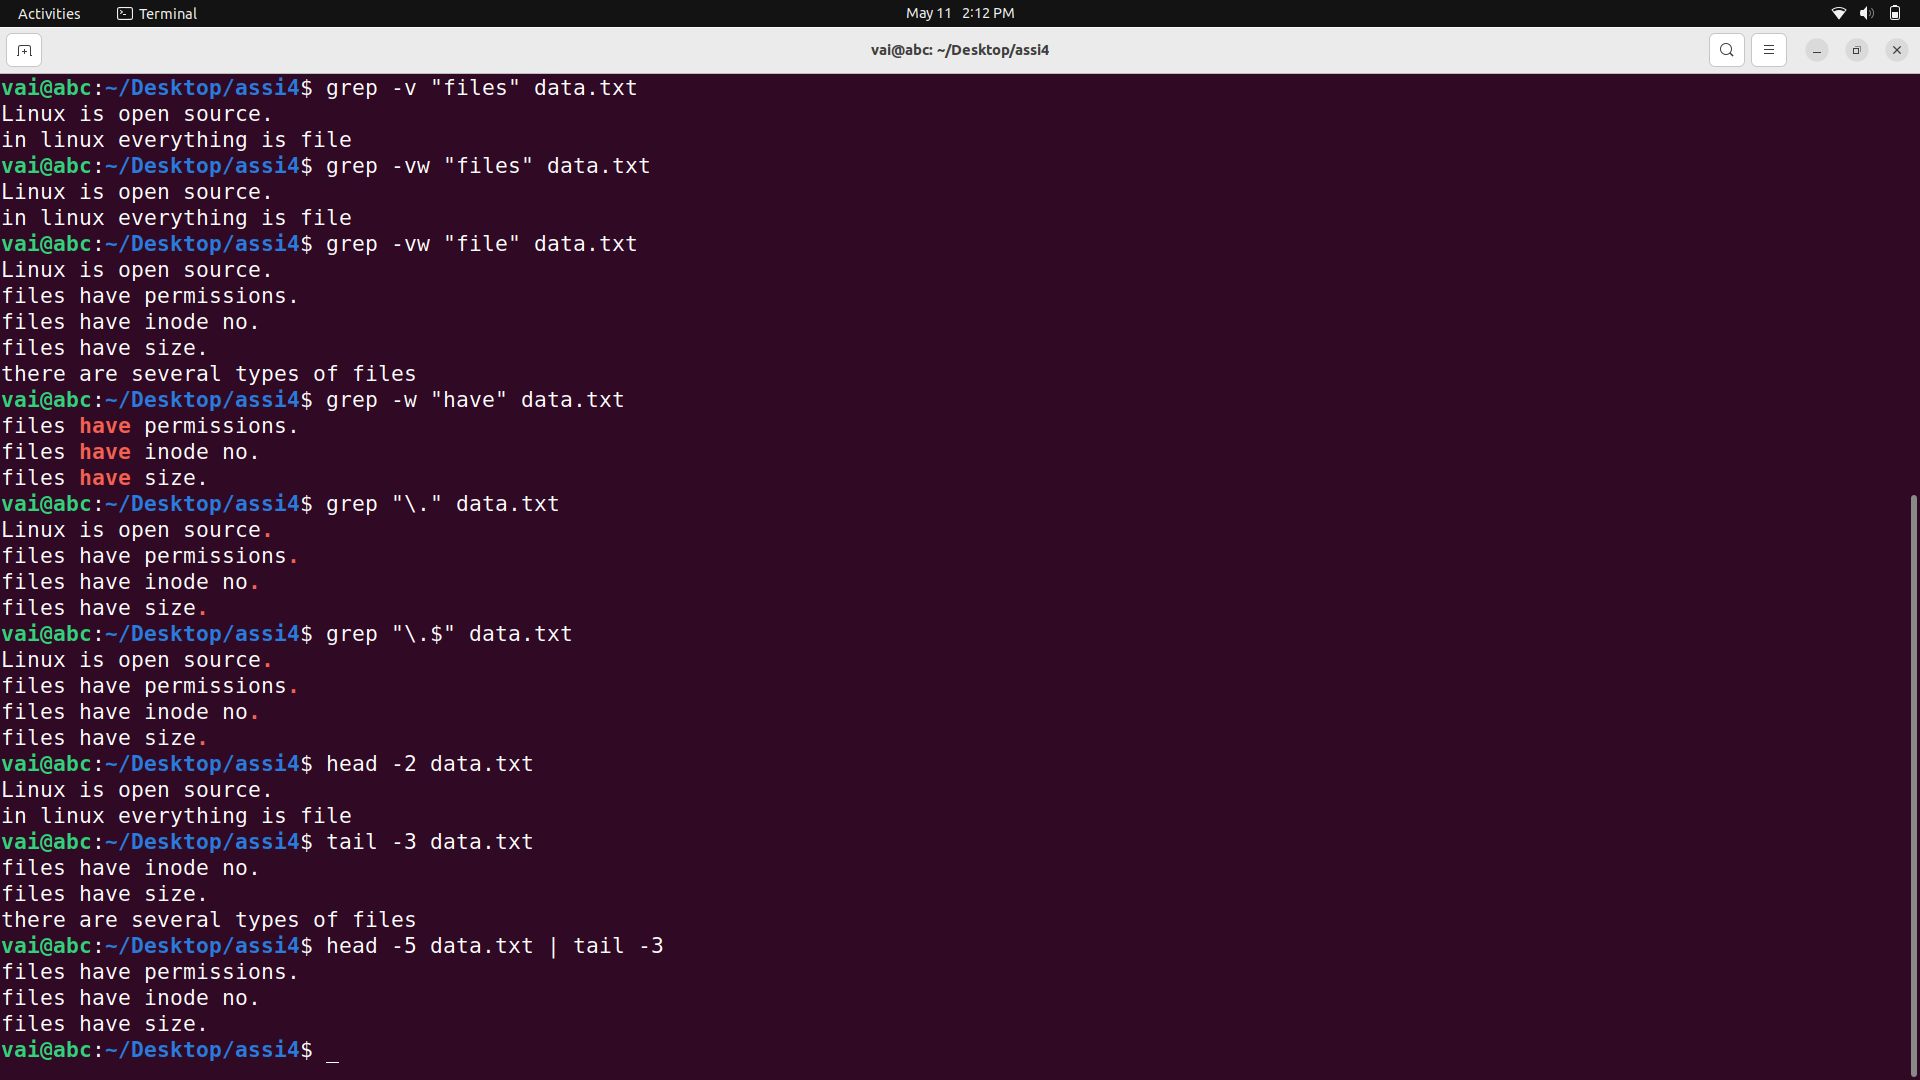 Activities Terminal May 11 2:12 PM
vai@abc: ~/Desktop/assi4
vai@abc:~/Desktop/assi4$ grep -v "files" data.txt
Linux is open source.
in linux everything is file
vai@abc:~/Desktop/assi4$ grep -vw "files" data.txt
Linux is open source.
in linux everything is file
vai@abc:~/Desktop/assi4$ grep -vw "file" data.txt
Linux is open source.
files have permissions.
files have inode no.
files have size.
there are several types of files
vai@abc:~/Desktop/assi4$ grep -w "have" data.txt
files have permissions.
files have inode no.
files have size.
vai@abc:~/Desktop/assi4$ grep "\." data.txt
Linux is open source.
files have permissions.
files have inode no.
files have size.
vai@abc:~/Desktop/assi4$ grep "\.$" data.txt
Linux is open source.
files have permissions.
files have inode no.
files have size.
vai@abc:~/Desktop/assi4$ head -2 data.txt
Linux is open source.
in linux everything is file
vai@abc:~/Desktop/assi4$ tail -3 data.txt
files have inode no.
files have size.
there are several types of files
vai@abc:~/Desktop/assi4$ head -5 data.txt | tail -3
files have permissions.
files have inode no.
files have size.
vai@abc:~/Desktop/assi4$ _